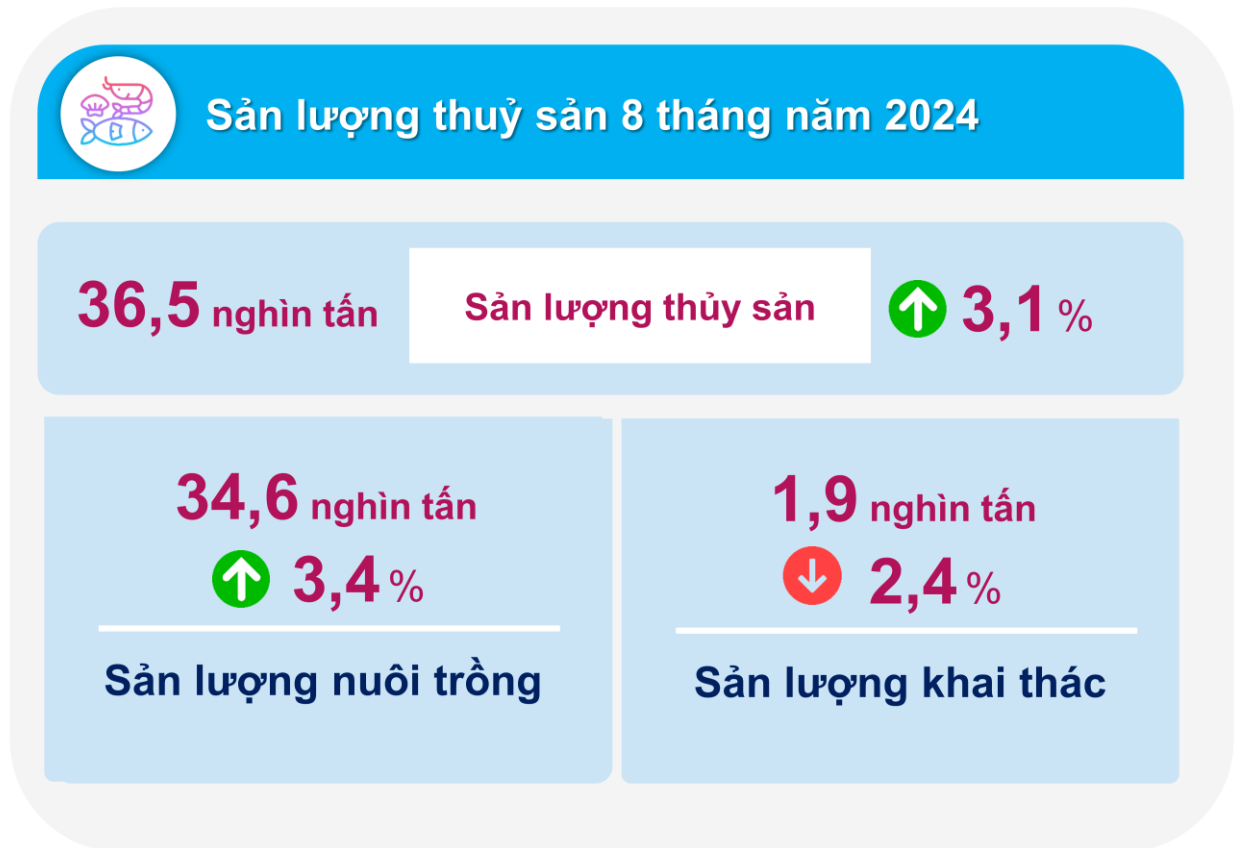 Sản lượng thuỷ sản 8 tháng năm 2024
36,5 nghìn tấn
Sản lượng thủy sản
3,1 %
34,6 nghìn tấn
3,4 %
Sản lượng nuôi trồng
1,9 nghìn tấn
2,4 %
Sản lượng khai thác